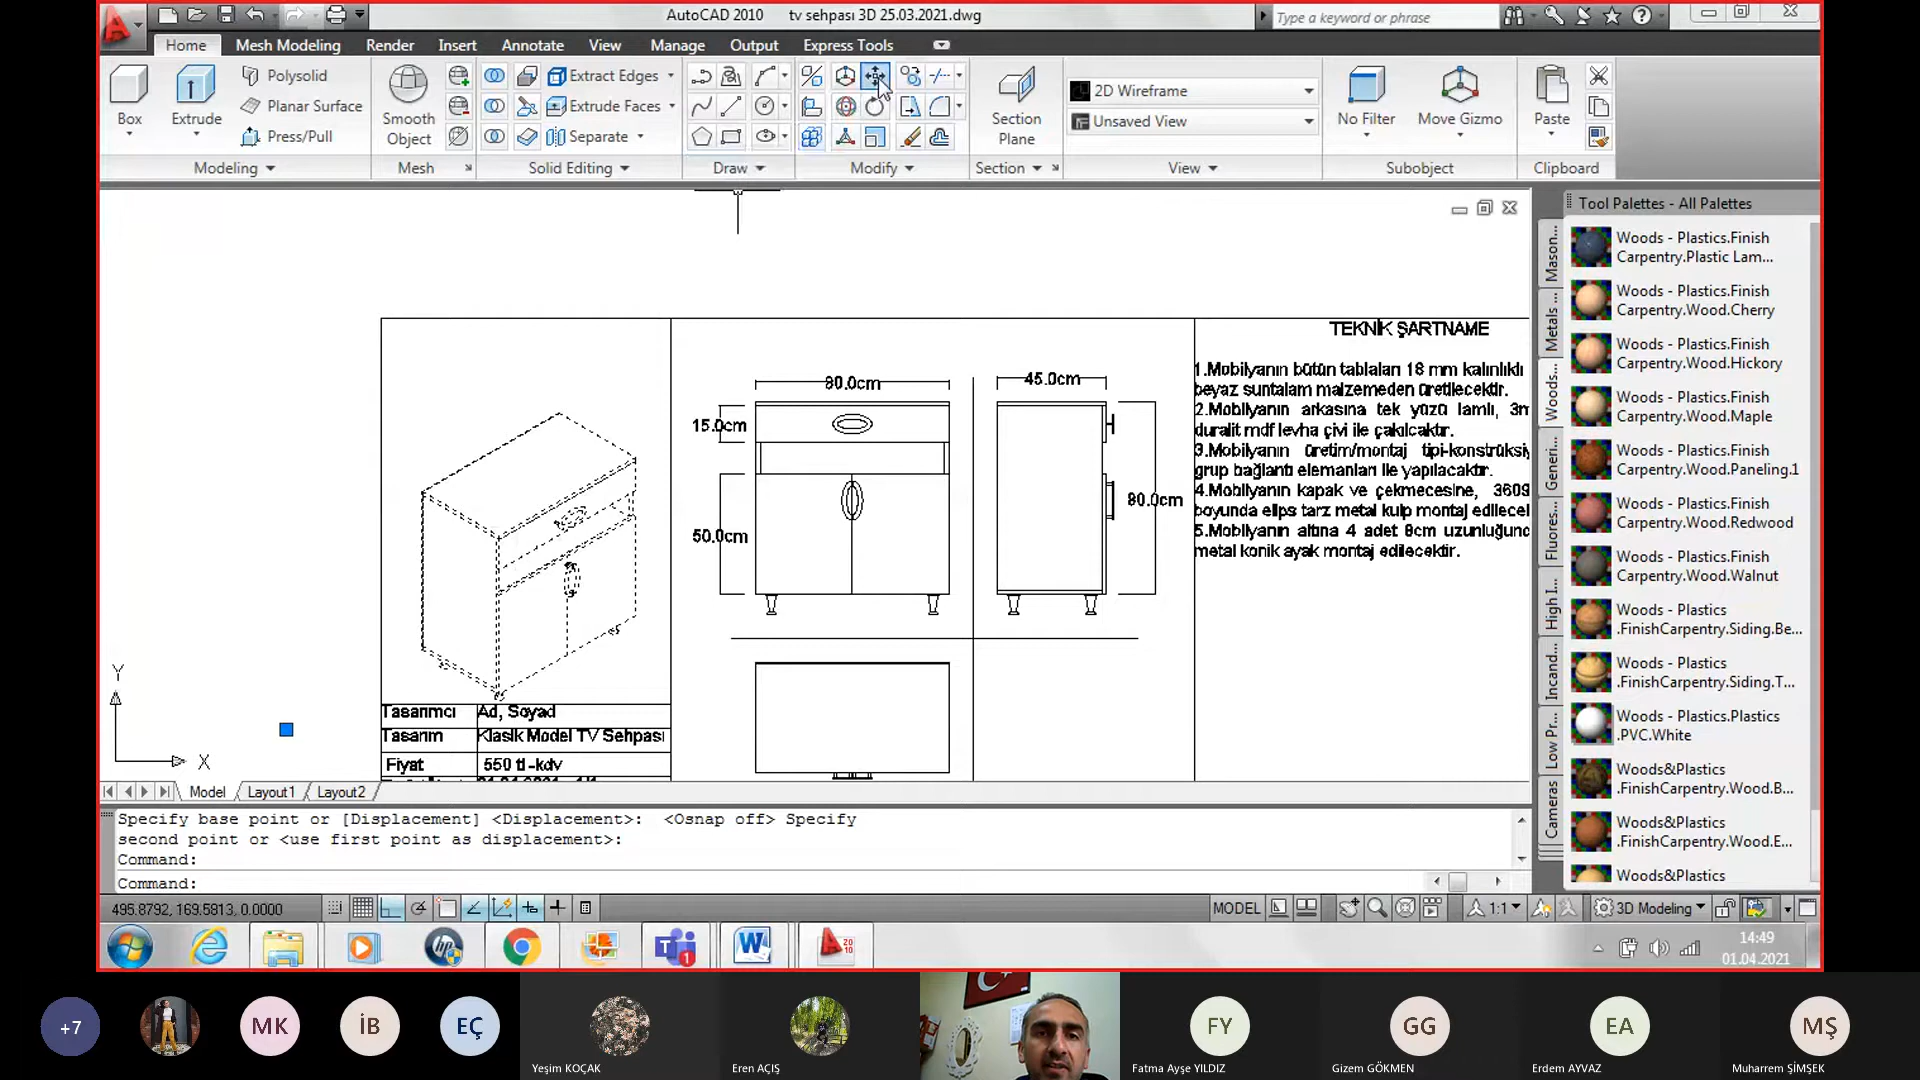 AutoCAD 2010 tv sehpası 3D 25.03.2021.dwg
Type a keyword or phrase
Home Mesh Modeling Render Insert Annotate View Manage Output Express Tools
Box
Extrude
Polysolid
Planar Surface
Press/Pull
Smooth Object
Extract Edges
Extrude Faces
Separate
Section Plane
2D Wireframe
Unsaved View
No Filter
Move Gizmo
Paste
Modeling Mesh Solid Editing Draw Modify Section View Subobject Clipboard
Tool Palettes - All Palettes
Mason...
Metals ...
Woods...
Generi...
Fluores...
High I...
Incand...
Low Pr...
Cameras
Woods - Plastics.Finish
Carpentry.Plastic Lam...
Woods - Plastics.Finish
Carpentry.Wood.Cherry
Woods - Plastics.Finish
Carpentry.Wood.Hickory
Woods - Plastics.Finish
Carpentry.Wood.Maple
Woods - Plastics.Finish
Carpentry.Wood.Paneling.1
Woods - Plastics.Finish
Carpentry.Wood.Redwood
Woods - Plastics.Finish
Carpentry.Wood.Walnut
Woods - Plastics
.FinishCarpentry.Siding.Be...
Woods - Plastics
.FinishCarpentry.Siding.T...
Woods - Plastics.Plastics
.PVC.White
Woods&Plastics
.FinishCarpentry.Wood.B...
Woods&Plastics
.FinishCarpentry.Wood.E...
Woods&Plastics
80.0cm
45.0cm
15.0cm
50.0cm
80.0cm
TEKNİK ŞARTNAME
1.Mobilyanın bütün tablaları 18 mm kalınlıklı
beyaz suntalam malzemeden üretilecektir.
2.Mobilyanın arkasına tek yüzü lamlı, 3m
duralit mdf levha çivi ile çakılcaktır.
3.Mobilyanın üretim/montaj tipi-konstrüksiy
grup bağlantı elemanları ile yapılacaktır.
4.Mobilyanın kapak ve çekmecesine,
boyunda elips tarz metal kulp montaj edilecel
5.Mobilyanın altına 4 adet 8cm uzunluğunc
metal konik ayak montaj edilecektir.
Tasarımcı Ad, Soyad
Tasarım Klasik Model TV Sehpası
Fiyat 550 tl -kdv
Y
X
Model Layout1 Layout2
Specify base point or [Displacement] <Displacement>: <Osnap off> Specify
second point or <use first point as displacement>:
Command:
Command:
495.8792, 169.5813, 0.0000
MODEL 1:1 3D Modeling
14:49
01.04.2021
+7 MK İB EÇ FY GG EA MŞ
Yeşim KOÇAK Eren AÇIŞ Fatma Ayşe YILDIZ Gizem GÖKMEN Erdem AYVAZ Muharrem ŞİMŞEK